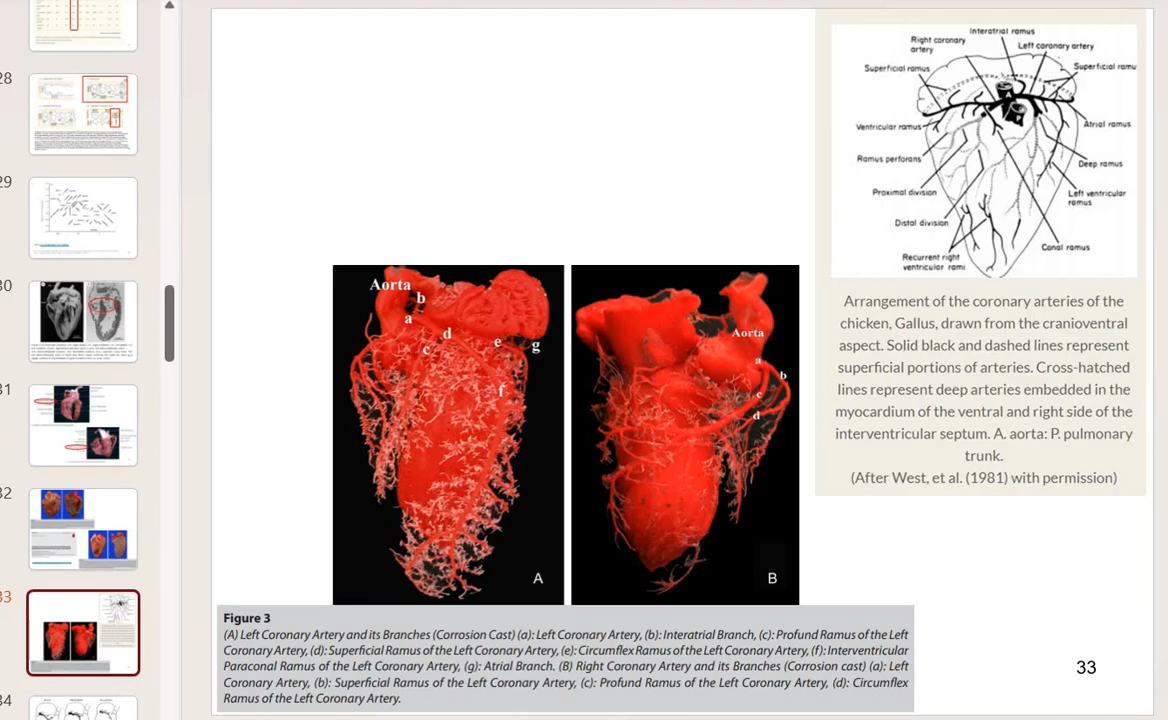 28
29
30
31
32
33
34
Interatrial ramus
Right coronary
artery
Left coronary artery
Superficial ramus
Superficial ramu
Ventricular ramus
Atrial ramus
Ramus perforans
Deep ramus
Proximal division
Left ventricular
ramus
Distal division
Canal ramus
Recurrent right
ventricular rami
A
P
Arrangement of the coronary arteries of the
chicken, Gallus, drawn from the cranioventral
aspect. Solid black and dashed lines represent
superficial portions of arteries. Cross-hatched
lines represent deep arteries embedded in the
myocardium of the ventral and right side of the
interventricular septum. A. aorta: P. pulmonary
trunk.
(After West, et al. (1981) with permission)
Aorta
b
a
d
c
e
g
f
A
Aorta
a
b
c
d
B
Figure 3
(A) Left Coronary Artery and its Branches (Corrosion Cast) (a): Left Coronary Artery, (b): Interatrial Branch, (c): Profund Ramus of the Left
Coronary Artery, (d): Superficial Ramus of the Left Coronary Artery, (e): Circumflex Ramus of the Left Coronary Artery, (f): Interventricular
Paraconal Ramus of the Left Coronary Artery, (g): Atrial Branch. (B) Right Coronary Artery and its Branches (Corrosion cast) (a): Left
Coronary Artery, (b): Superficial Ramus of the Left Coronary Artery, (c): Profund Ramus of the Left Coronary Artery, (d): Circumflex
Ramus of the Left Coronary Artery.
33